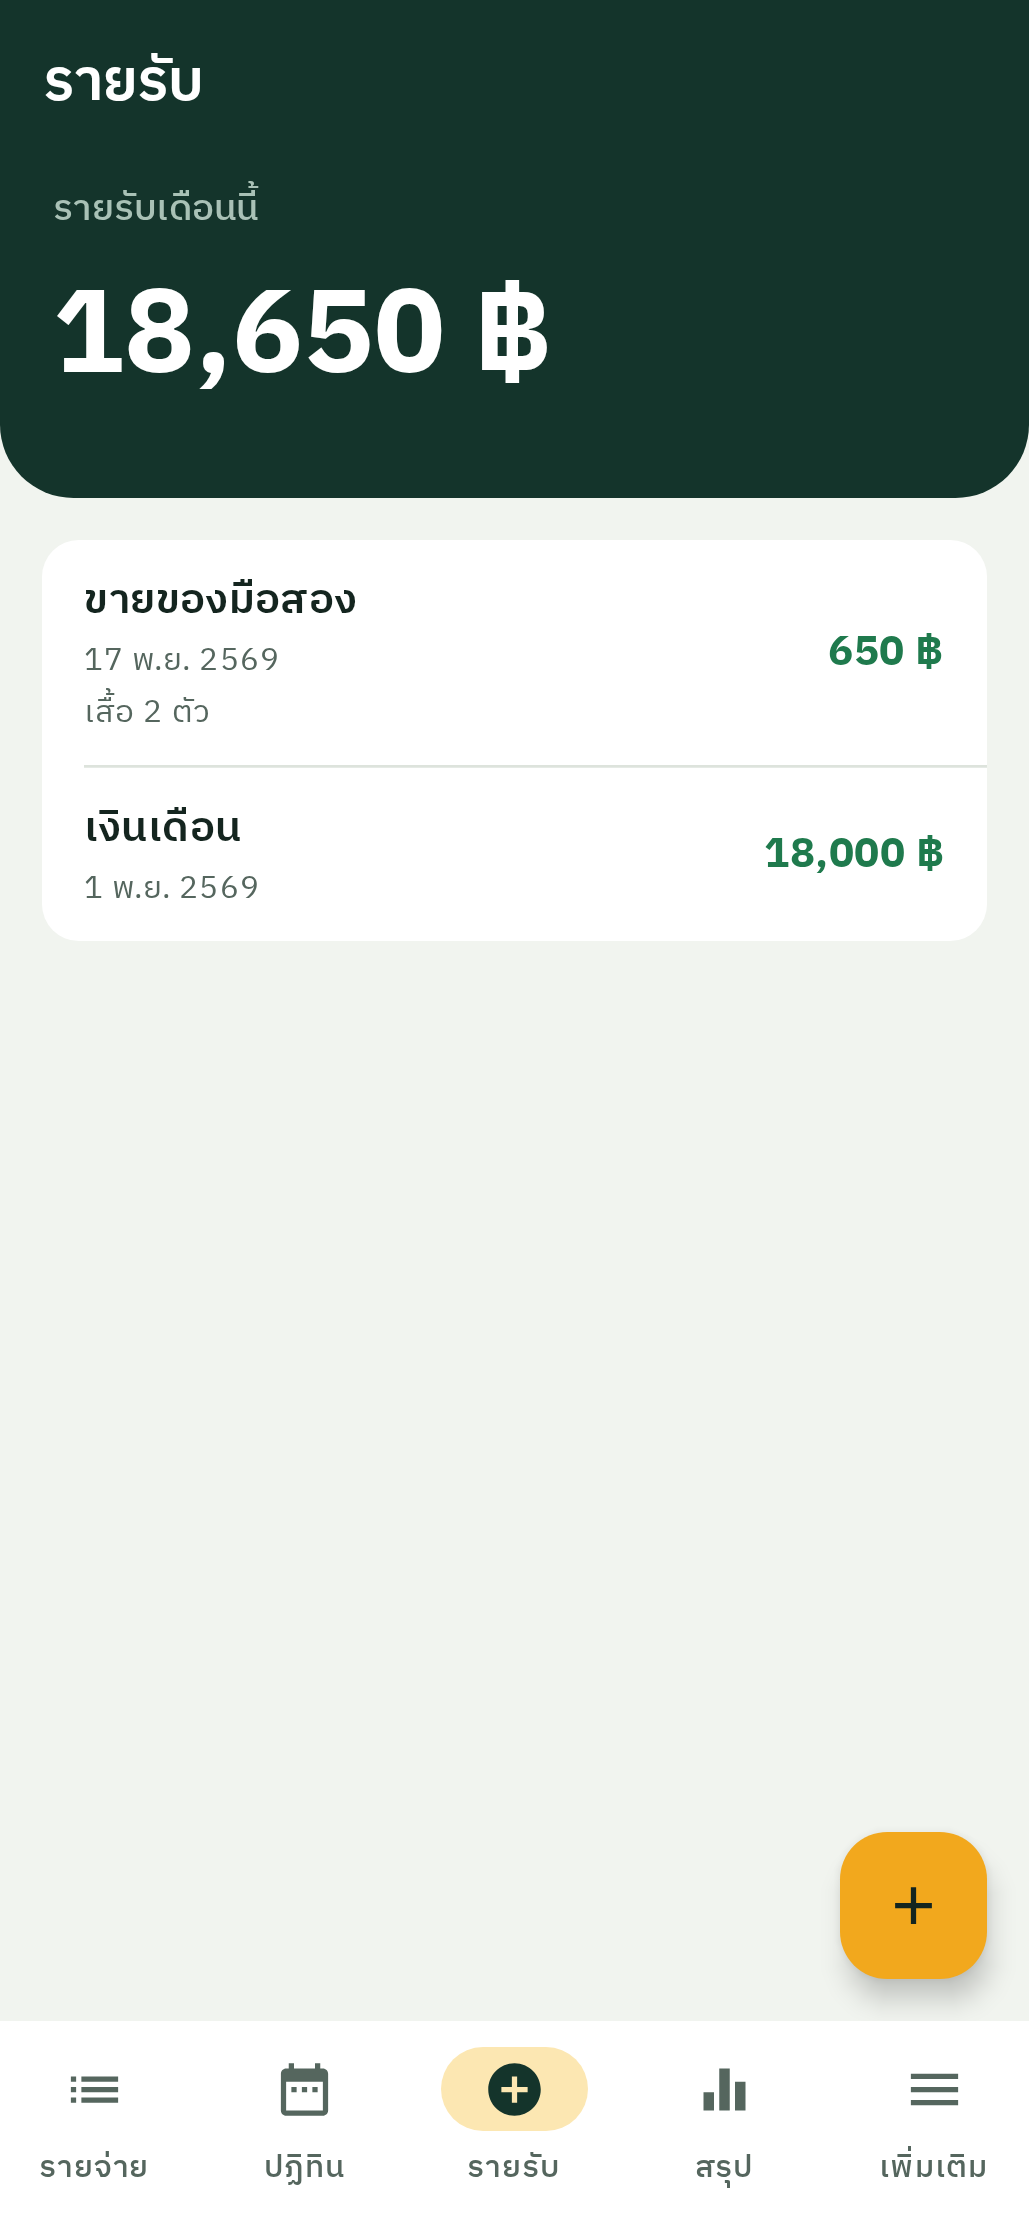 รายรับ
รายรับเดือนนี้
18,650 ฿
ขายของมือสอง
17 พ.ย. 2569
เสื้อ 2 ตัว
650 ฿
เงินเดือน
1 พ.ย. 2569
18,000 ฿
รายจ่าย
ปฏิทิน
รายรับ
สรุป
เพิ่มเติม